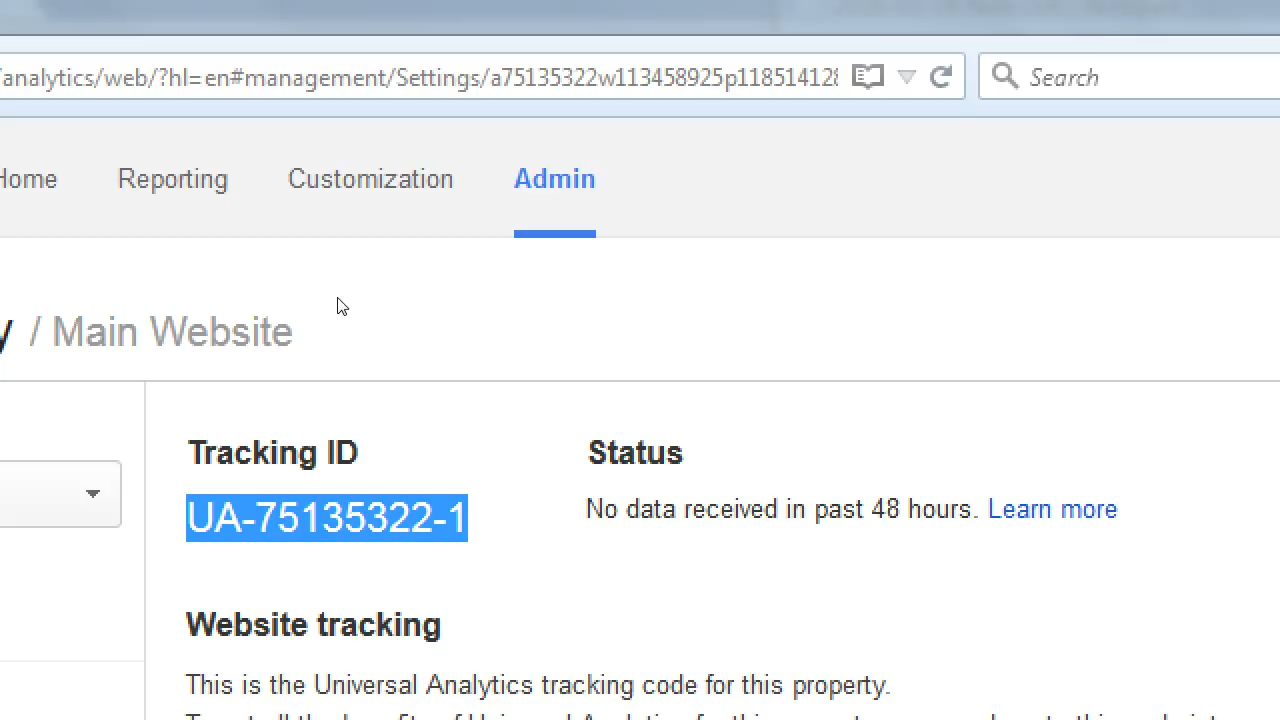 /analytics/web/?hl=en#management/Settings/a75135322w113458925p118514128
Search
Home Reporting Customization Admin
y / Main Website
Tracking ID Status
UA-75135322-1
No data received in past 48 hours. Learn more
Website tracking
This is the Universal Analytics tracking code for this property.